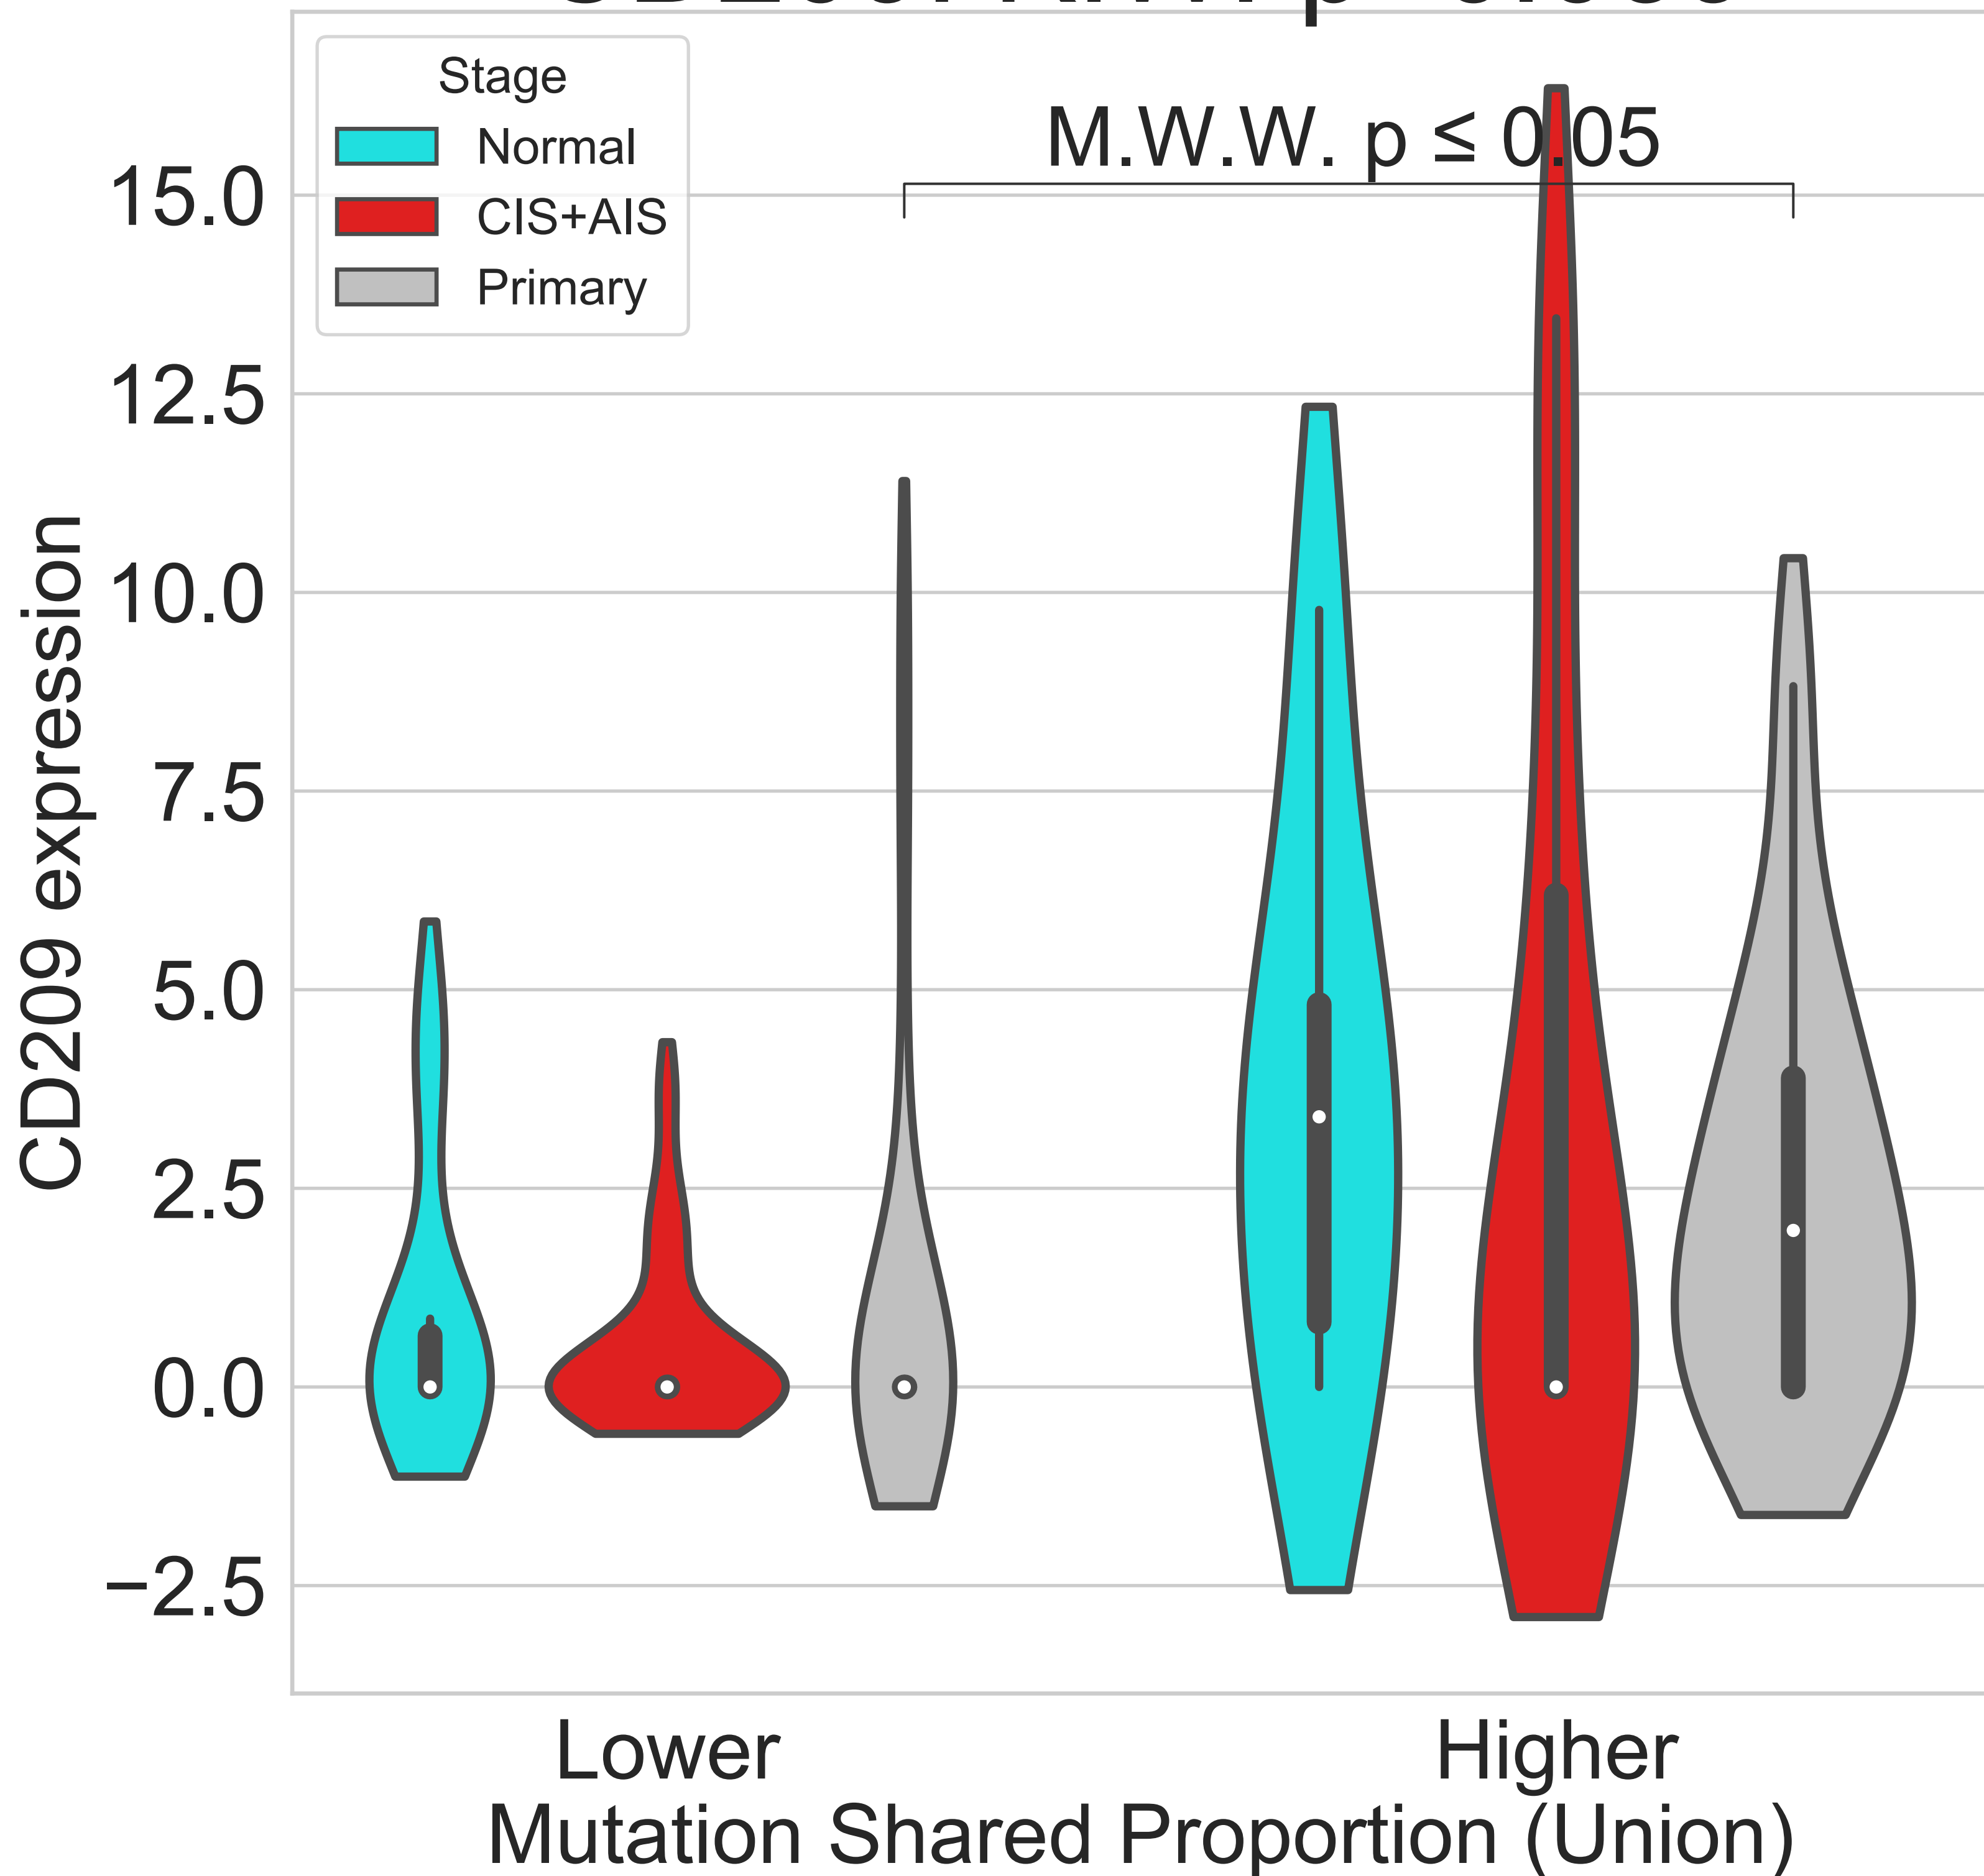 Stage
Normal
CIS+AIS
Primary
M.W.W. p ≤ 0.05
15.0
12.5
10.0
7.5
5.0
2.5
0.0
−2.5
CD209 expression
Lower
Higher
Mutation Shared Proportion (Union)